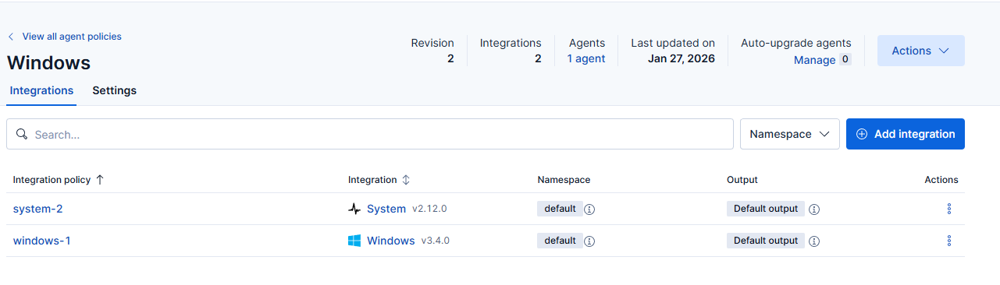 View all agent policies
Windows
Revision
2
Integrations
2
Agents
1 agent
Last updated on
Jan 27, 2026
Auto-upgrade agents
Manage 0
Actions
Integrations Settings
Search...
Namespace
Add integration
Integration policy Integration Namespace Output Actions
system-2 System v2.12.0 default Default output
windows-1 Windows v3.4.0 default Default output